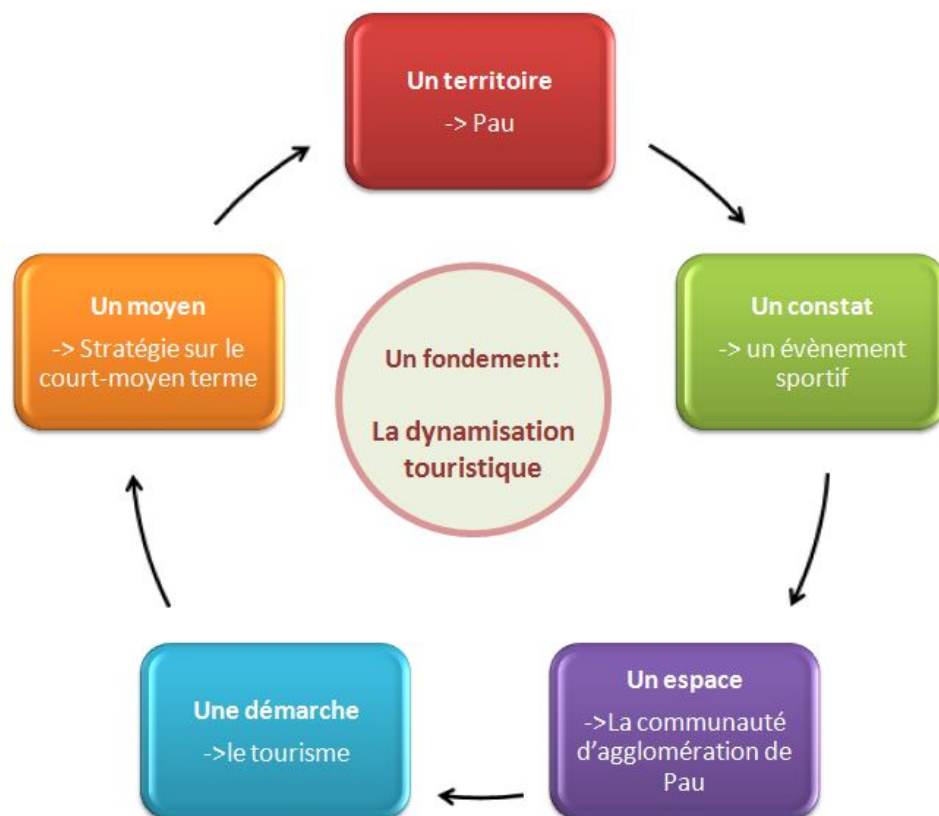 Un territoire
-> Pau
Un moyen
-> Stratégie sur le
court-moyen terme
Un constat
-> un évènement
sportif
Un fondement:
La dynamisation
touristique
Une démarche
->le tourisme
Un espace
->La communauté
d’agglomération de
Pau